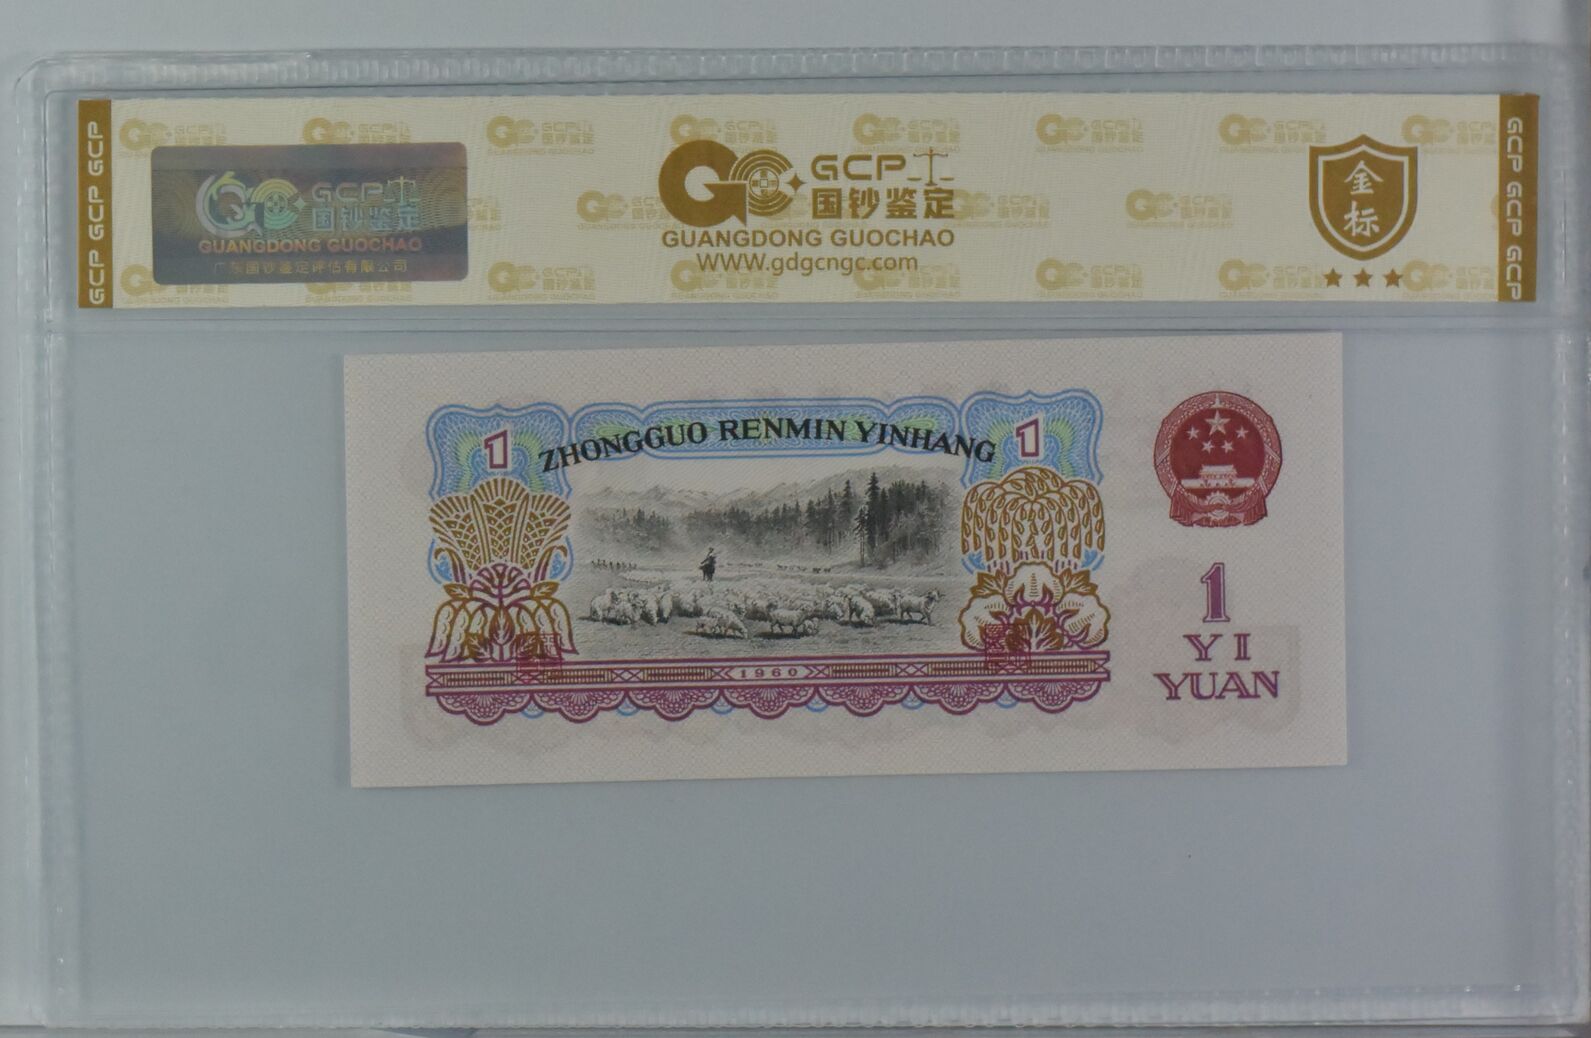 GCP GCP GCP
GCP
国钞鉴定
GUANGDONG GUOCHAO
广东国钞鉴定评估有限公司
GCP
国钞鉴定
GUANGDONG GUOCHAO
WWW.gdgcngc.com
金
标
GCP GCP GCP
1 ZHONGGUO RENMIN YINHANG 1
1960
1
YI
YUAN